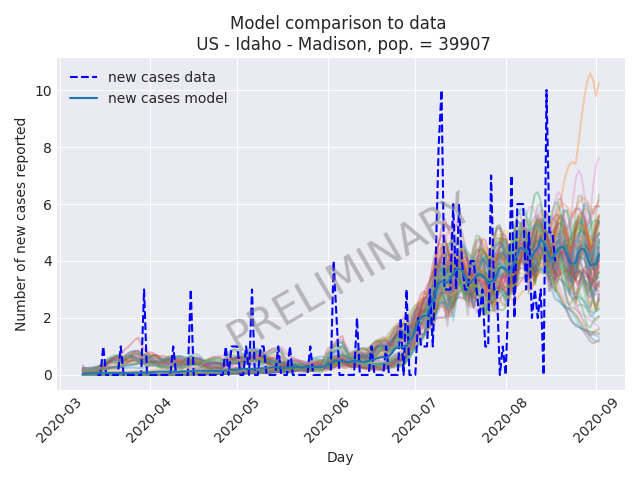 Model comparison to data
US - Idaho - Madison, pop. = 39907
new cases data
new cases model
PRELIMINARY
Number of new cases reported
10
8
6
4
2
0
2020-03
2020-04
2020-05
2020-06
2020-07
2020-08
2020-09
Day